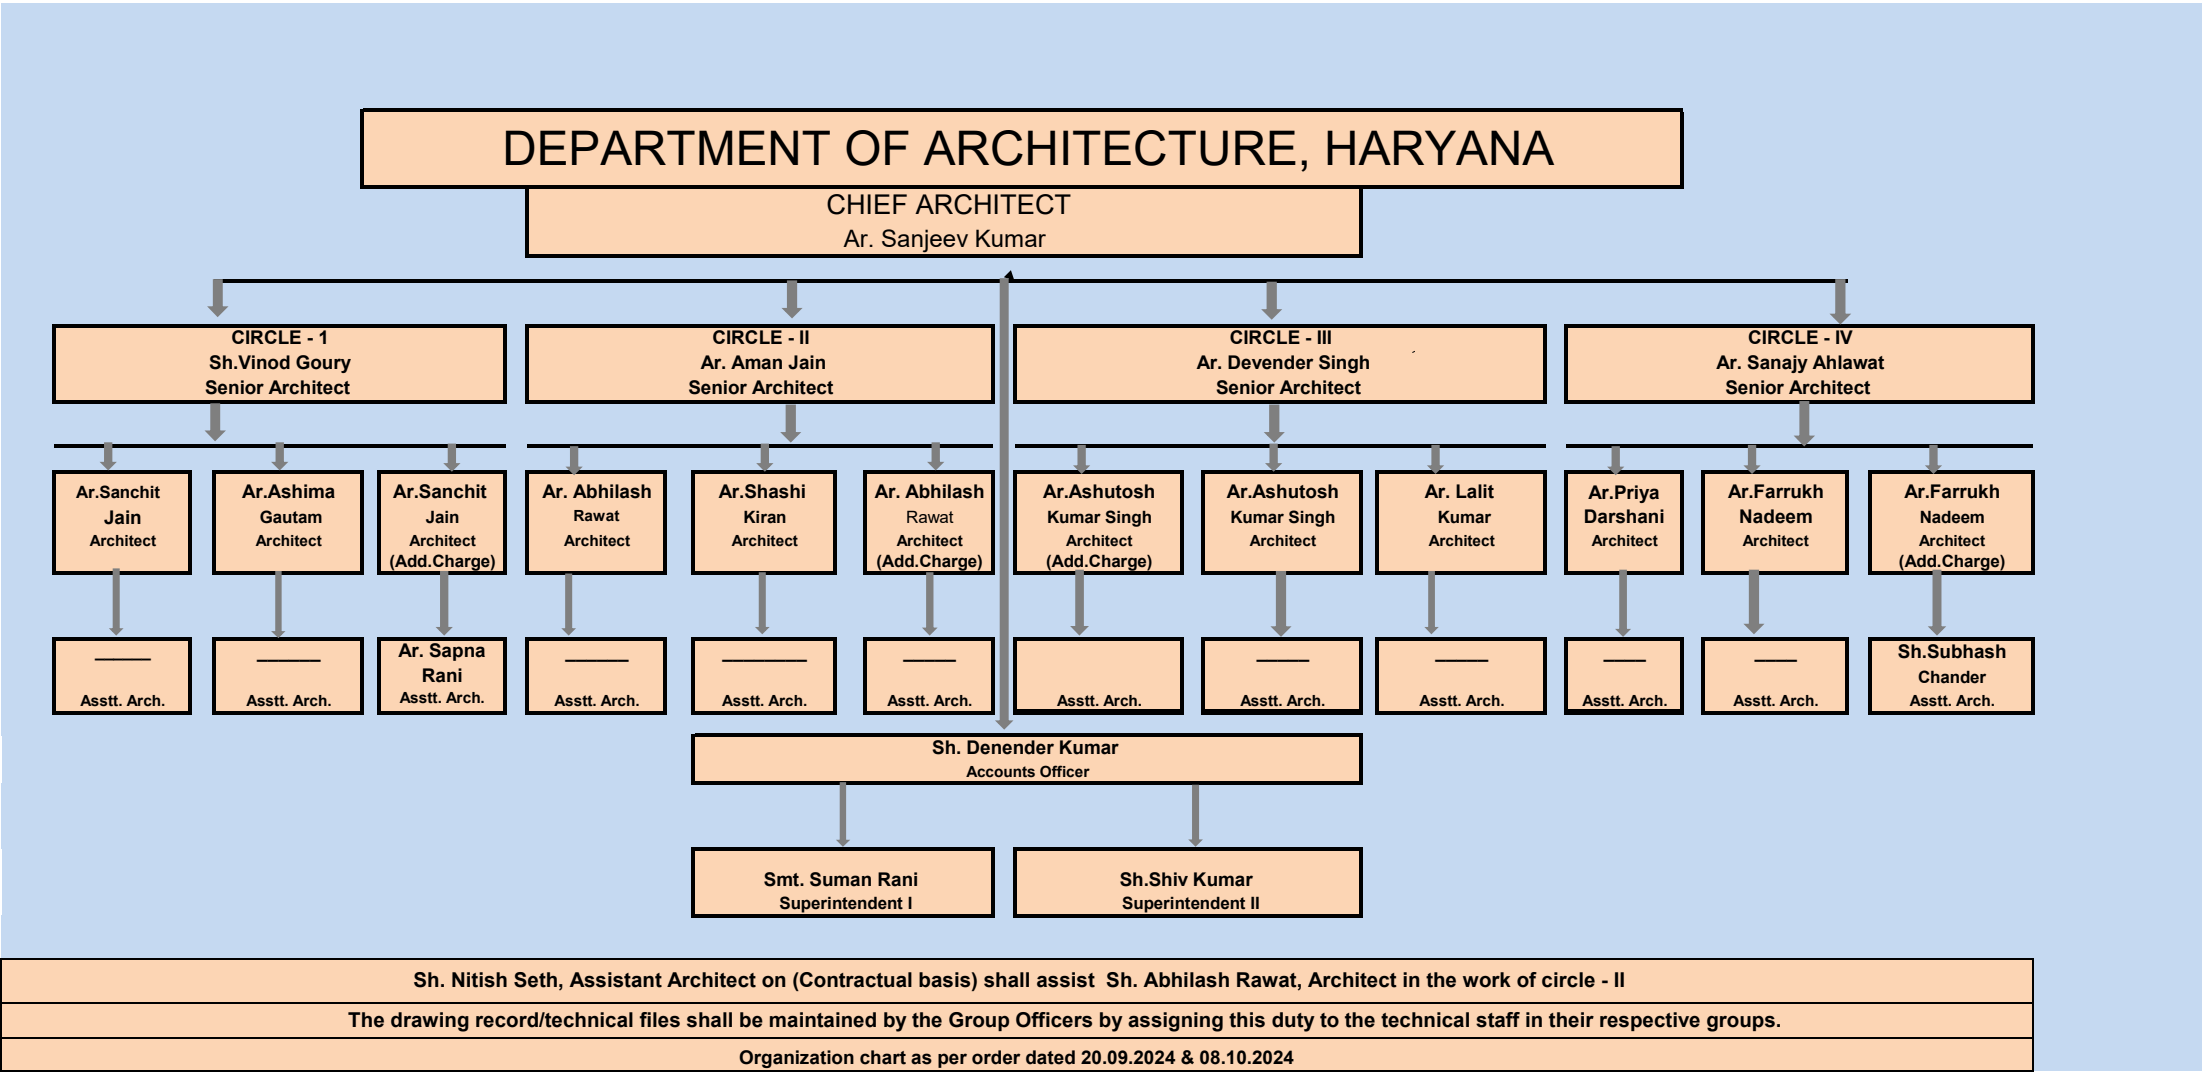 DEPARTMENT OF ARCHITECTURE, HARYANA
CHIEF ARCHITECT
Ar. Sanjeev Kumar
CIRCLE - 1
Sh.Vinod Goury
Senior Architect
CIRCLE - II
Ar. Aman Jain
Senior Architect
CIRCLE - III
Ar. Devender Singh
Senior Architect
CIRCLE - IV
Ar. Sanajy Ahlawat
Senior Architect
Ar.Sanchit
Jain
Architect
Ar.Ashima
Gautam
Architect
Ar.Sanchit
Jain
Architect
(Add.Charge)
Ar. Abhilash
Rawat
Architect
Ar.Shashi
Kiran
Architect
Ar. Abhilash
Rawat
Architect
(Add.Charge)
Ar.Ashutosh
Kumar Singh
Architect
(Add.Charge)
Ar.Ashutosh
Kumar Singh
Architect
Ar. Lalit
Kumar
Architect
Ar.Priya
Darshani
Architect
Ar.Farrukh
Nadeem
Architect
Ar.Farrukh
Nadeem
Architect
(Add.Charge)
Asstt. Arch.
Asstt. Arch.
Ar. Sapna
Rani
Asstt. Arch.
Asstt. Arch.
Asstt. Arch.
Asstt. Arch.
Asstt. Arch.
Asstt. Arch.
Asstt. Arch.
Asstt. Arch.
Asstt. Arch.
Sh.Subhash
Chander
Asstt. Arch.
Sh. Denender Kumar
Accounts Officer
Smt. Suman Rani
Superintendent I
Sh.Shiv Kumar
Superintendent II
Sh. Nitish Seth, Assistant Architect on (Contractual basis) shall assist  Sh. Abhilash Rawat, Architect in the work of circle - II
The drawing record/technical files shall be maintained by the Group Officers by assigning this duty to the technical staff in their respective groups.
Organization chart as per order dated 20.09.2024 & 08.10.2024